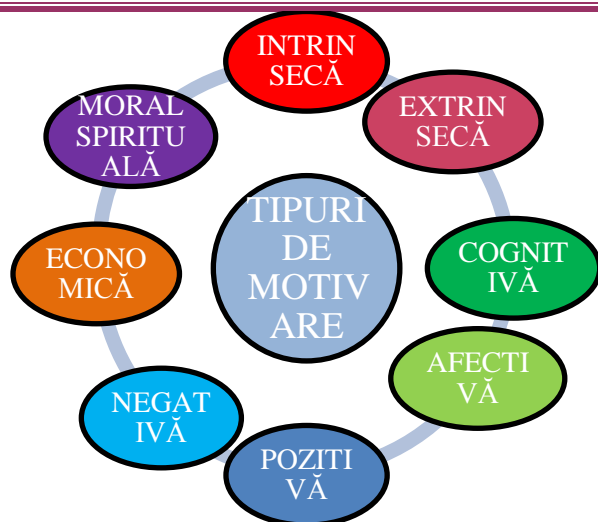 INTRIN
SECĂ
EXTRIN
SECĂ
COGNIT
IVĂ
AFECTI
VĂ
POZITI
VĂ
NEGAT
IVĂ
ECONO
MICĂ
MORAL
SPIRITU
ALĂ
TIPURI
DE
MOTIV
ARE